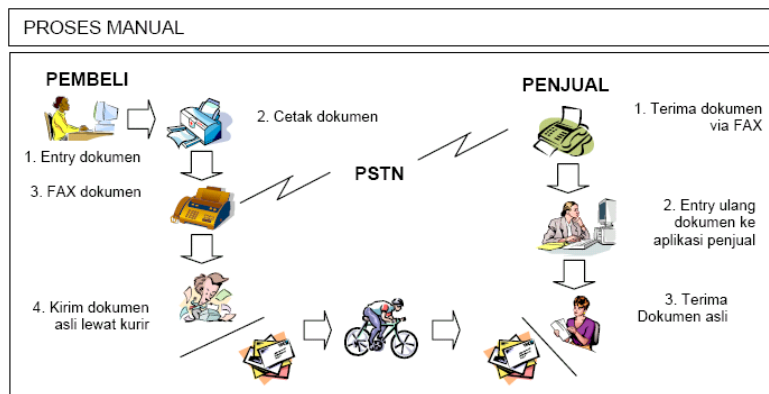 PROSES MANUAL
PEMBELI
1. Entry dokumen
2. Cetak dokumen
3. FAX dokumen
4. Kirim dokumen
asli lewat kurir
PSTN
PENJUAL
1. Terima dokumen
via FAX
2. Entry ulang
dokumen ke
aplikasi penjual
3. Terima
Dokumen asli